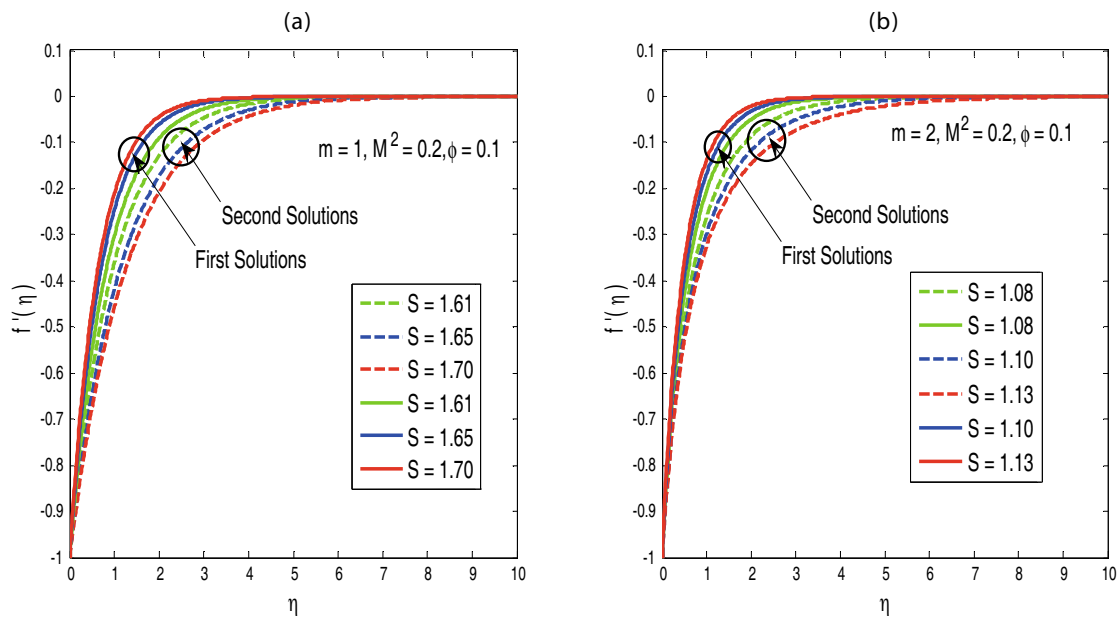 (a)
0.1
0
-0.1
-0.2
-0.3
-0.4
-0.5
-0.6
-0.7
-0.8
-0.9
-1
f '( η )
m = 1, M² = 0.2, ϕ = 0.1
Second Solutions
First Solutions
S = 1.61
S = 1.65
S = 1.70
S = 1.61
S = 1.65
S = 1.70
0 1 2 3 4 5 6 7 8 9 10
η
(b)
0.1
0
-0.1
-0.2
-0.3
-0.4
-0.5
-0.6
-0.7
-0.8
-0.9
-1
f '( η )
m = 2, M² = 0.2, ϕ = 0.1
Second Solutions
First Solutions
S = 1.08
S = 1.08
S = 1.10
S = 1.13
S = 1.10
S = 1.13
0 1 2 3 4 5 6 7 8 9 10
η